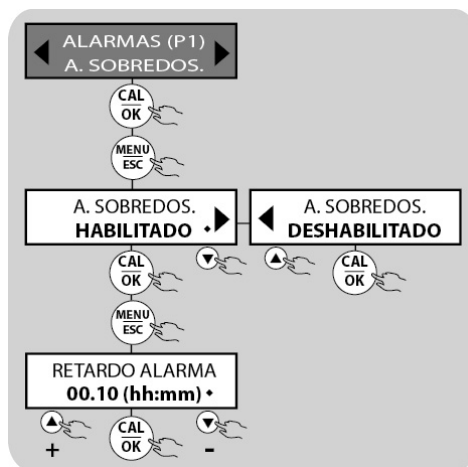 ALARMAS (P1)
A. SOBREDOS.
CAL
OK
MENU
ESC
A. SOBREDOS.
HABILITADO
A. SOBREDOS.
DESHABILITADO
CAL
OK
CAL
OK
MENU
ESC
RETARDO ALARMA
00.10 (hh:mm)
CAL
OK
+
-